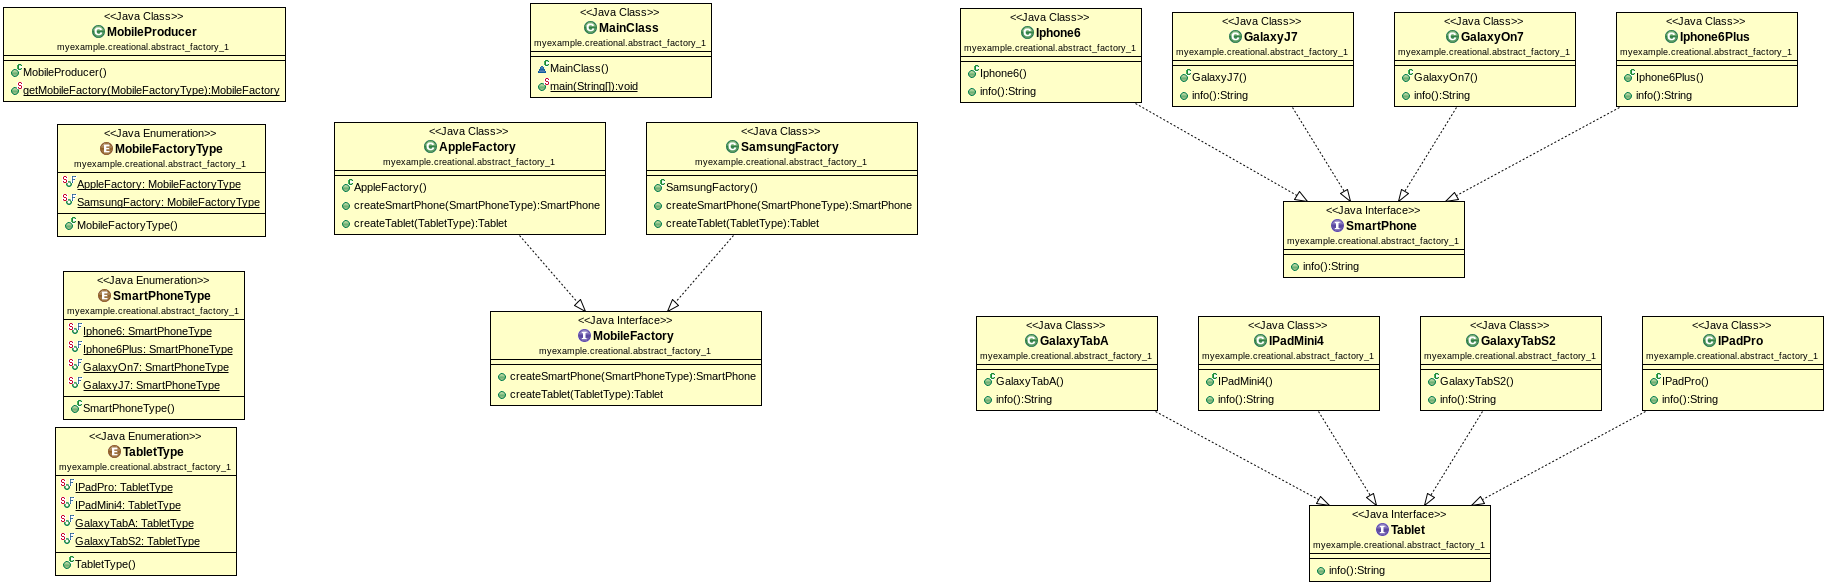 <<Java Class>>
MobileProducer
myexample.creational.abstract_factory_1
MobileProducer()
getMobileFactory(MobileFactoryType):MobileFactory
<<Java Enumeration>>
MobileFactoryType
myexample.creational.abstract_factory_1
AppleFactory: MobileFactoryType
SamsungFactory: MobileFactoryType
MobileFactoryType()
<<Java Enumeration>>
SmartPhoneType
myexample.creational.abstract_factory_1
Iphone6: SmartPhoneType
Iphone6Plus: SmartPhoneType
GalaxyOn7: SmartPhoneType
GalaxyJ7: SmartPhoneType
SmartPhoneType()
<<Java Enumeration>>
TabletType
myexample.creational.abstract_factory_1
IPadPro: TabletType
IPadMini4: TabletType
GalaxyTabA: TabletType
GalaxyTabS2: TabletType
TabletType()
<<Java Class>>
MainClass
myexample.creational.abstract_factory_1
MainClass()
main(String[]):void
<<Java Class>>
AppleFactory
myexample.creational.abstract_factory_1
AppleFactory()
createSmartPhone(SmartPhoneType):SmartPhone
createTablet(TabletType):Tablet
<<Java Class>>
SamsungFactory
myexample.creational.abstract_factory_1
SamsungFactory()
createSmartPhone(SmartPhoneType):SmartPhone
createTablet(TabletType):Tablet
<<Java Interface>>
MobileFactory
myexample.creational.abstract_factory_1
createSmartPhone(SmartPhoneType):SmartPhone
createTablet(TabletType):Tablet
<<Java Class>>
Iphone6
myexample.creational.abstract_factory_1
Iphone6()
info():String
<<Java Class>>
GalaxyJ7
myexample.creational.abstract_factory_1
GalaxyJ7()
info():String
<<Java Class>>
GalaxyOn7
myexample.creational.abstract_factory_1
GalaxyOn7()
info():String
<<Java Class>>
Iphone6Plus
myexample.creational.abstract_factory_1
Iphone6Plus()
info():String
<<Java Interface>>
SmartPhone
myexample.creational.abstract_factory_1
info():String
<<Java Class>>
GalaxyTabA
myexample.creational.abstract_factory_1
GalaxyTabA()
info():String
<<Java Class>>
IPadMini4
myexample.creational.abstract_factory_1
IPadMini4()
info():String
<<Java Class>>
GalaxyTabS2
myexample.creational.abstract_factory_1
GalaxyTabS2()
info():String
<<Java Class>>
IPadPro
myexample.creational.abstract_factory_1
IPadPro()
info():String
<<Java Interface>>
Tablet
myexample.creational.abstract_factory_1
info():String